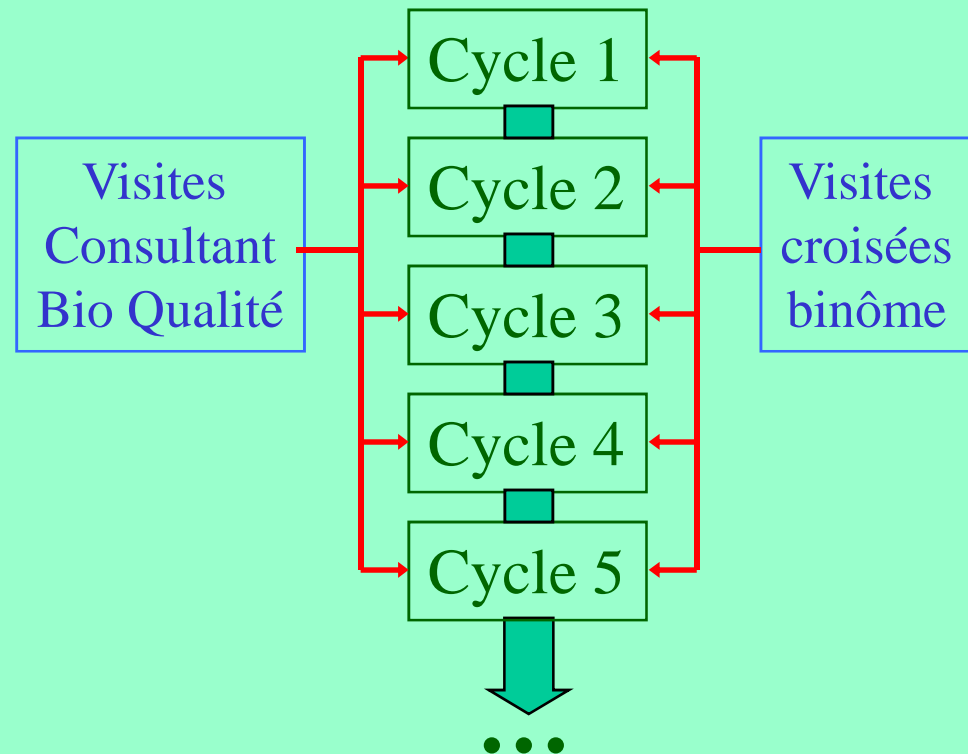 Cycle 1
Visites
Consultant
Bio Qualité
Cycle 2
Cycle 3
Cycle 4
Cycle 5
Visites
croisées
binôme
•••